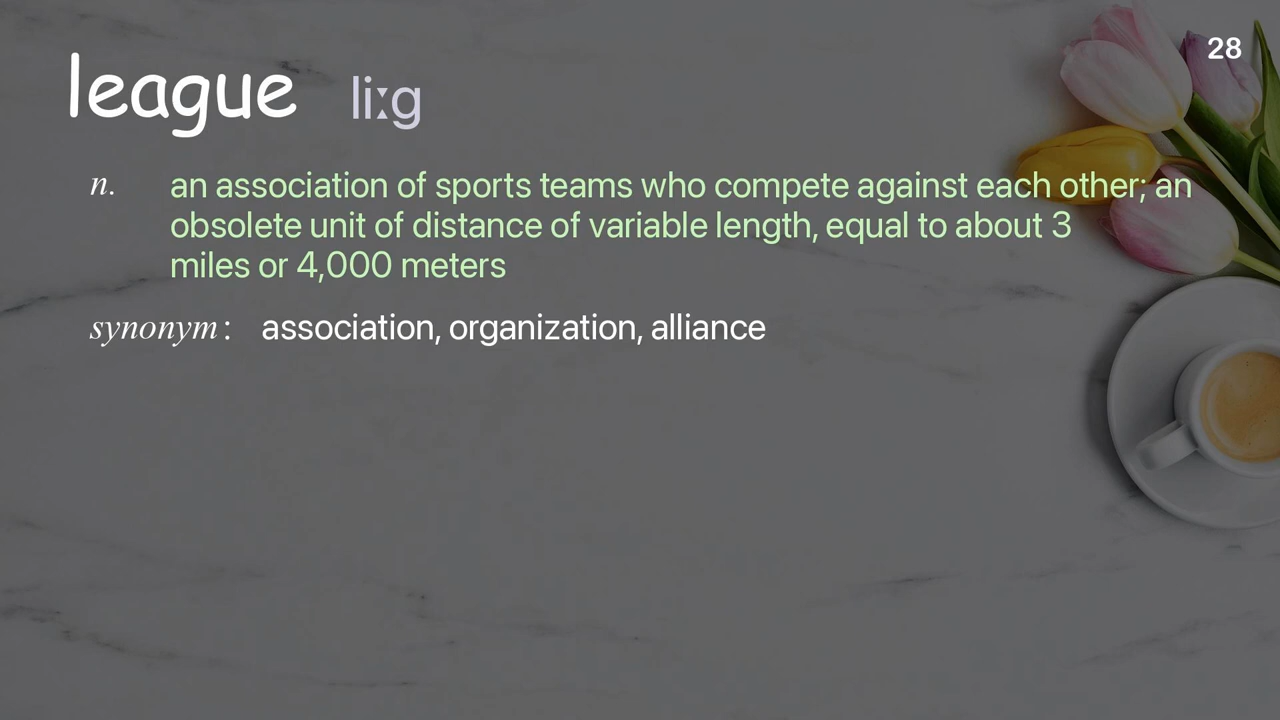 28
league liːg
n. an association of sports teams who compete against each other; an
obsolete unit of distance of variable length, equal to about 3
miles or 4,000 meters
synonym: association, organization, alliance